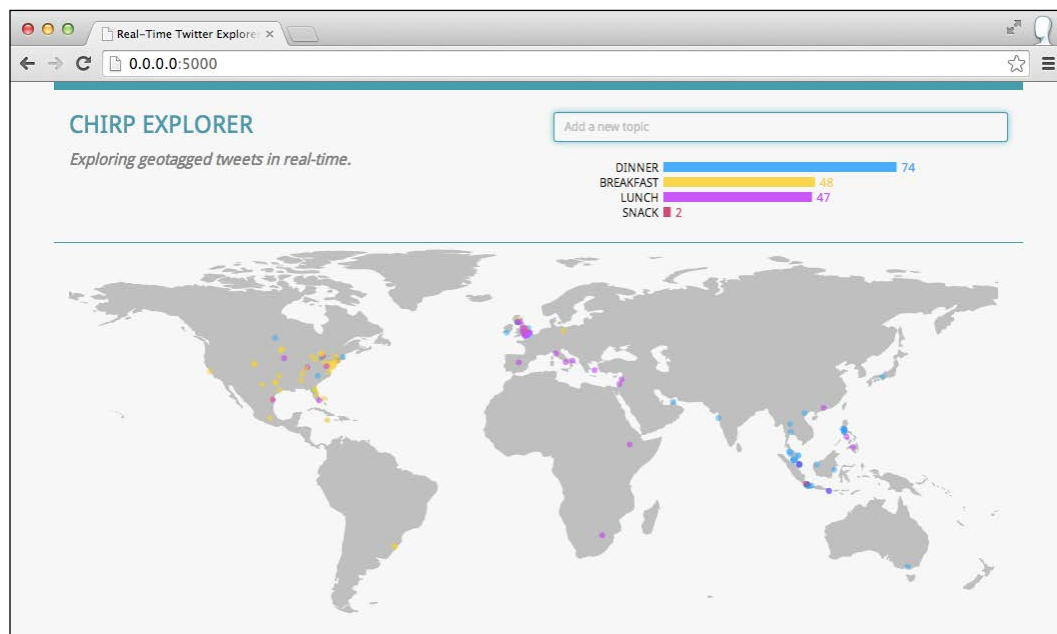 Real-Time Twitter Explore
0.0.0.0:5000
CHIRP EXPLORER
Exploring geotagged tweets in real-time.
Add a new topic
DINNER 74
BREAKFAST 48
LUNCH 47
SNACK 2